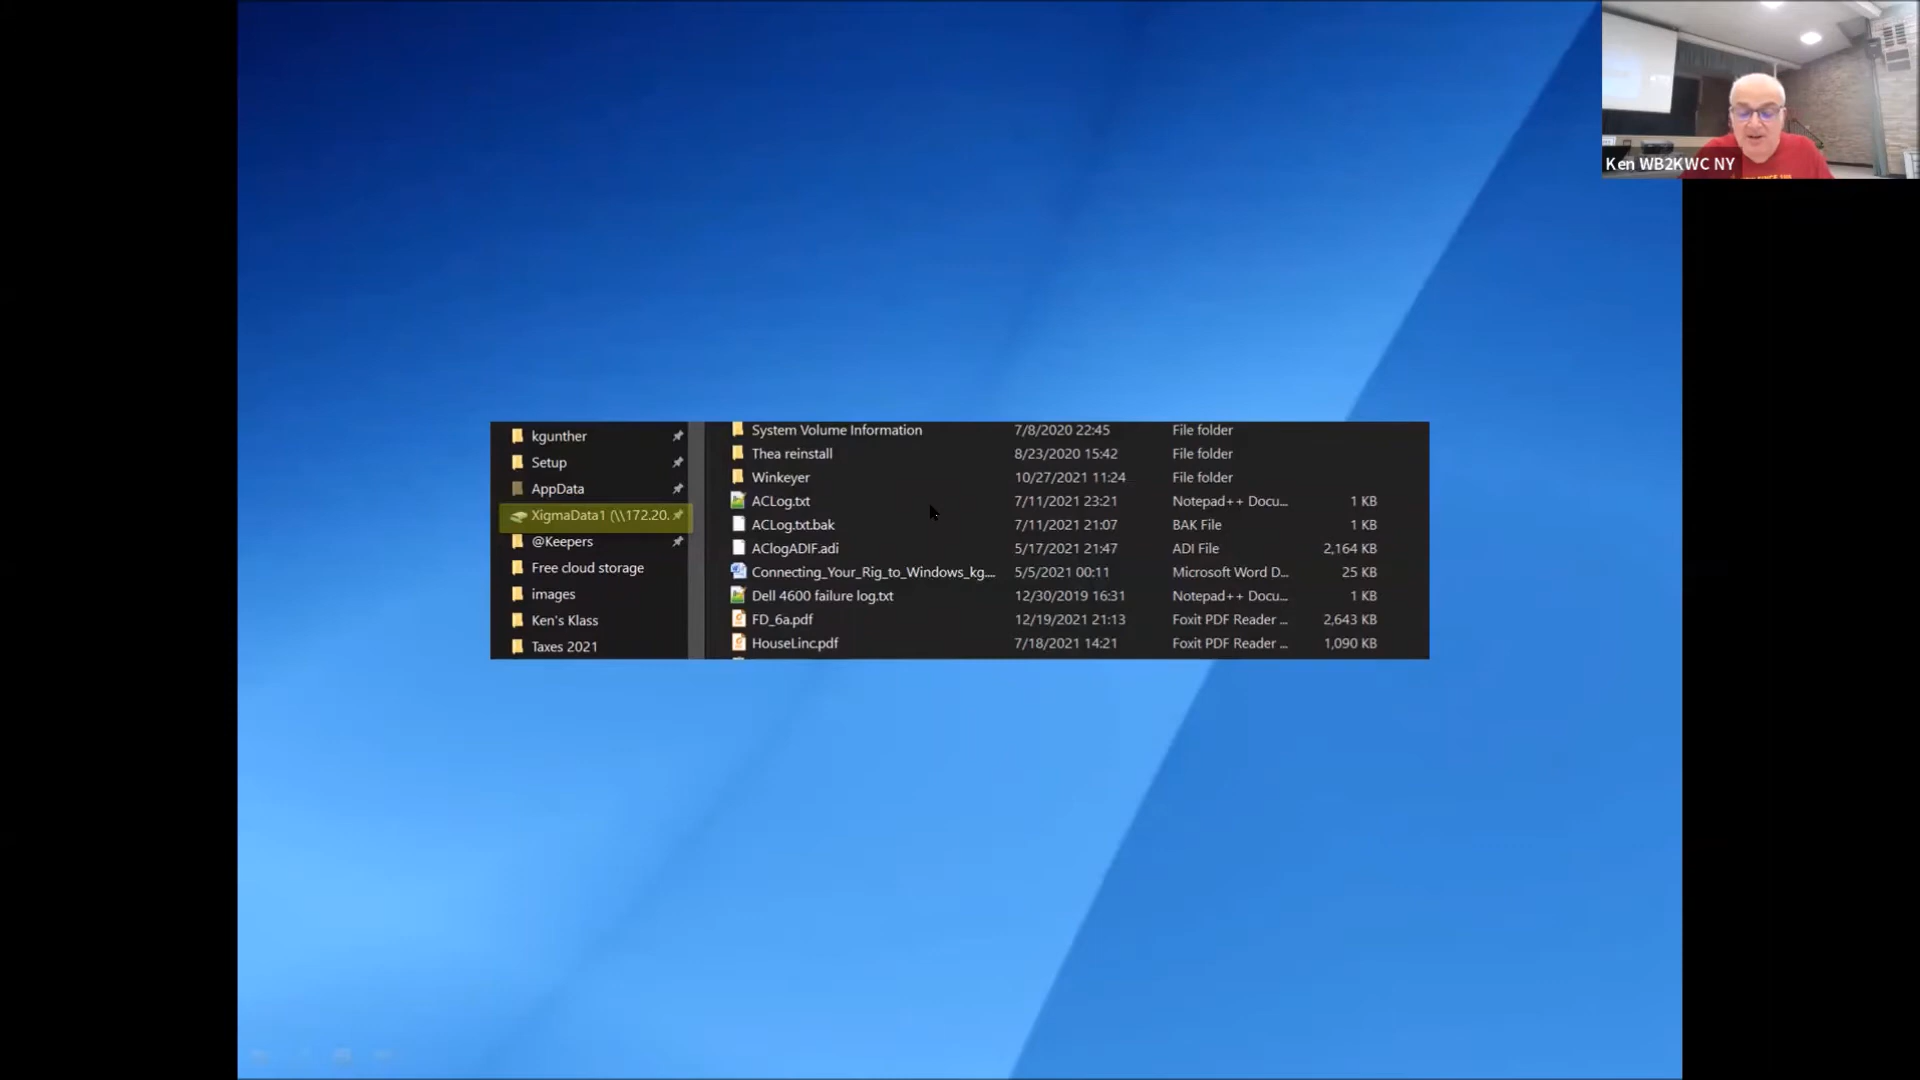 Ken WB2KWC NY
kgunther
Setup
AppData
XigmaData1 (\\172.20.
@Keepers
Free cloud storage
images
Ken's Klass
Taxes 2021
System Volume Information 7/8/2020 22:45 File folder
Thea reinstall 8/23/2020 15:42 File folder
Winkeyer 10/27/2021 11:24 File folder
ACLog.txt 7/11/2021 23:21 Notepad++ Docu... 1 KB
ACLog.txt.bak 7/11/2021 21:07 BAK File 1 KB
AClogADIF.adi 5/17/2021 21:47 ADI File 2,164 KB
Connecting_Your_Rig_to_Windows_kg.... 5/5/2021 00:11 Microsoft Word D... 25 KB
Dell 4600 failure log.txt 12/30/2019 16:31 Notepad++ Docu... 1 KB
FD_6a.pdf 12/19/2021 21:13 Foxit PDF Reader ... 2,643 KB
HouseLinc.pdf 7/18/2021 14:21 Foxit PDF Reader ... 1,090 KB